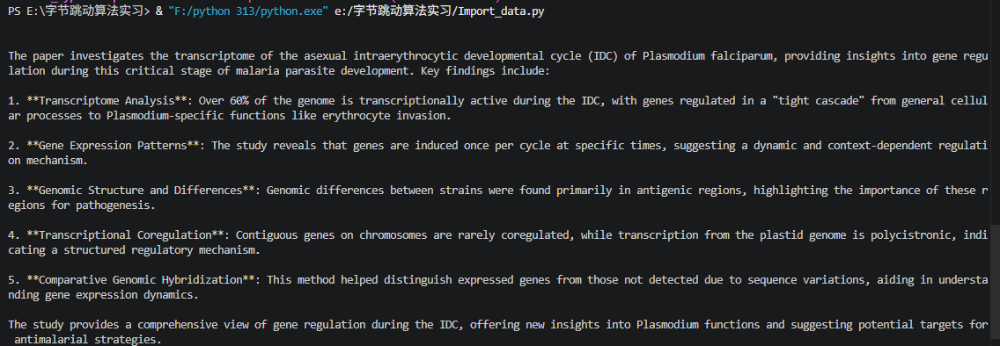 PS E:\字节跳动算法实习> & "F:/python 313/python.exe" e:/字节跳动算法实习/Import_data.py
The paper investigates the transcriptome of the asexual intraerythrocytic developmental cycle (IDC) of Plasmodium falciparum, providing insights into gene regu
lation during this critical stage of malaria parasite development. Key findings include:
1. **Transcriptome Analysis**: Over 60% of the genome is transcriptionally active during the IDC, with genes regulated in a "tight cascade" from general cellul
ar processes to Plasmodium-specific functions like erythrocyte invasion.
2. **Gene Expression Patterns**: The study reveals that genes are induced once per cycle at specific times, suggesting a dynamic and context-dependent regulati
on mechanism.
3. **Genomic Structure and Differences**: Genomic differences between strains were found primarily in antigenic regions, highlighting the importance of these r
egions for pathogenesis.
4. **Transcriptional Coregulation**: Contiguous genes on chromosomes are rarely coregulated, while transcription from the plastid genome is polycistronic, indi
cating a structured regulatory mechanism.
5. **Comparative Genomic Hybridization**: This method helped distinguish expressed genes from those not detected due to sequence variations, aiding in understa
nding gene expression dynamics.
The study provides a comprehensive view of gene regulation during the IDC, offering new insights into Plasmodium functions and suggesting potential targets for
 antimalarial strategies.